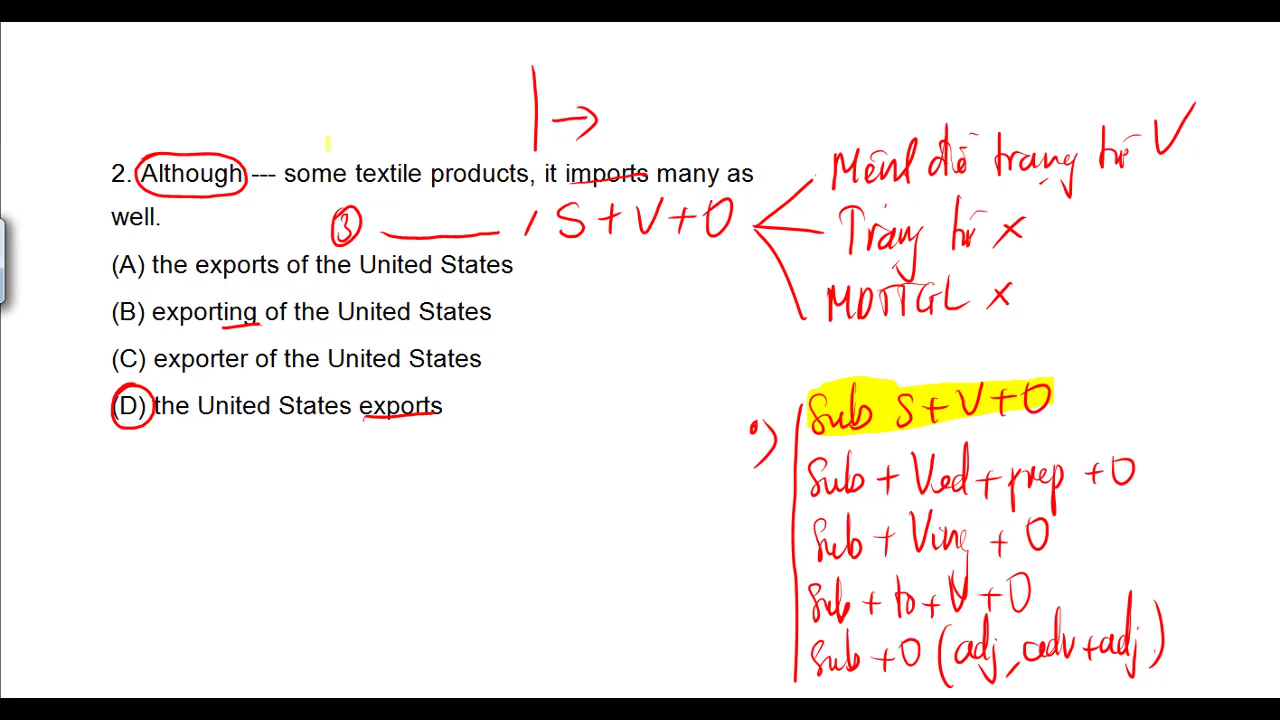 2. Although --- some textile products, it imports many as
well.
③ ____ , S + V + O
Mệnh đề trạng từ V
Trạng từ x
MĐTTGL x
(A) the exports of the United States
(B) exporting of the United States
(C) exporter of the United States
(D) the United States exports
Sub S + V + O
Sub + Ved + prep + O
Sub + Ving + O
Sub + to + V + O
Sub + O (adj, adv + adj)